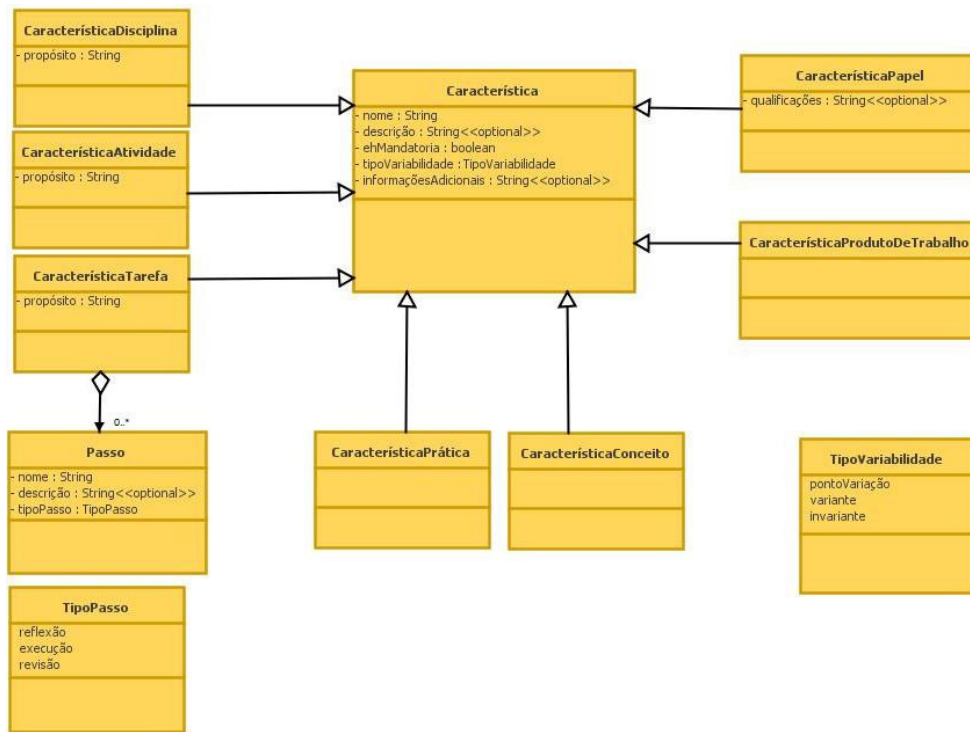 CaracterísticaDisciplina
- propósito : String
CaracterísticaAtividade
- propósito : String
CaracterísticaTarefa
- propósito : String
0..*
Passo
- nome : String
- descrição : String<<optional>>
- tipoPasso : TipoPasso
TipoPasso
reflexão
execução
revisão
Característica
- nome : String
- descrição : String<<optional>>
- ehMandatoria : boolean
- tipoVariabilidade : TipoVariabilidade
- informaçõesAdicionais : String<<optional>>
CaracterísticaPrática
CaracterísticaConceito
CaracterísticaPapel
- qualificações : String<<optional>>
CaracterísticaProdutoDeTrabalho
TipoVariabilidade
pontoVariação
variante
invariante